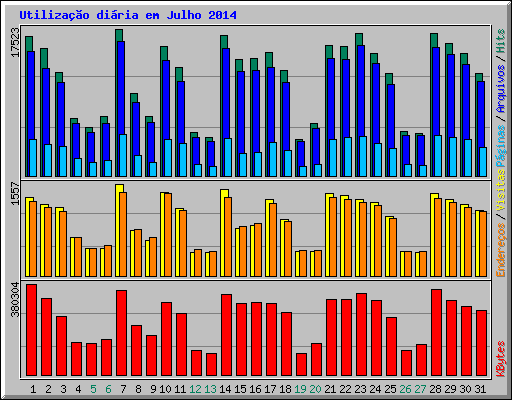 Utilização diária em Julho 2014
17523
1557
380304
Hits
Arquivos /
Páginas /
Visitas
Endereços /
KBytes
1 2 3 4 5 6 7 8 9 10 11 12 13 14 15 16 17 18 19 20 21 22 23 24 25 26 27 28 29 30 31